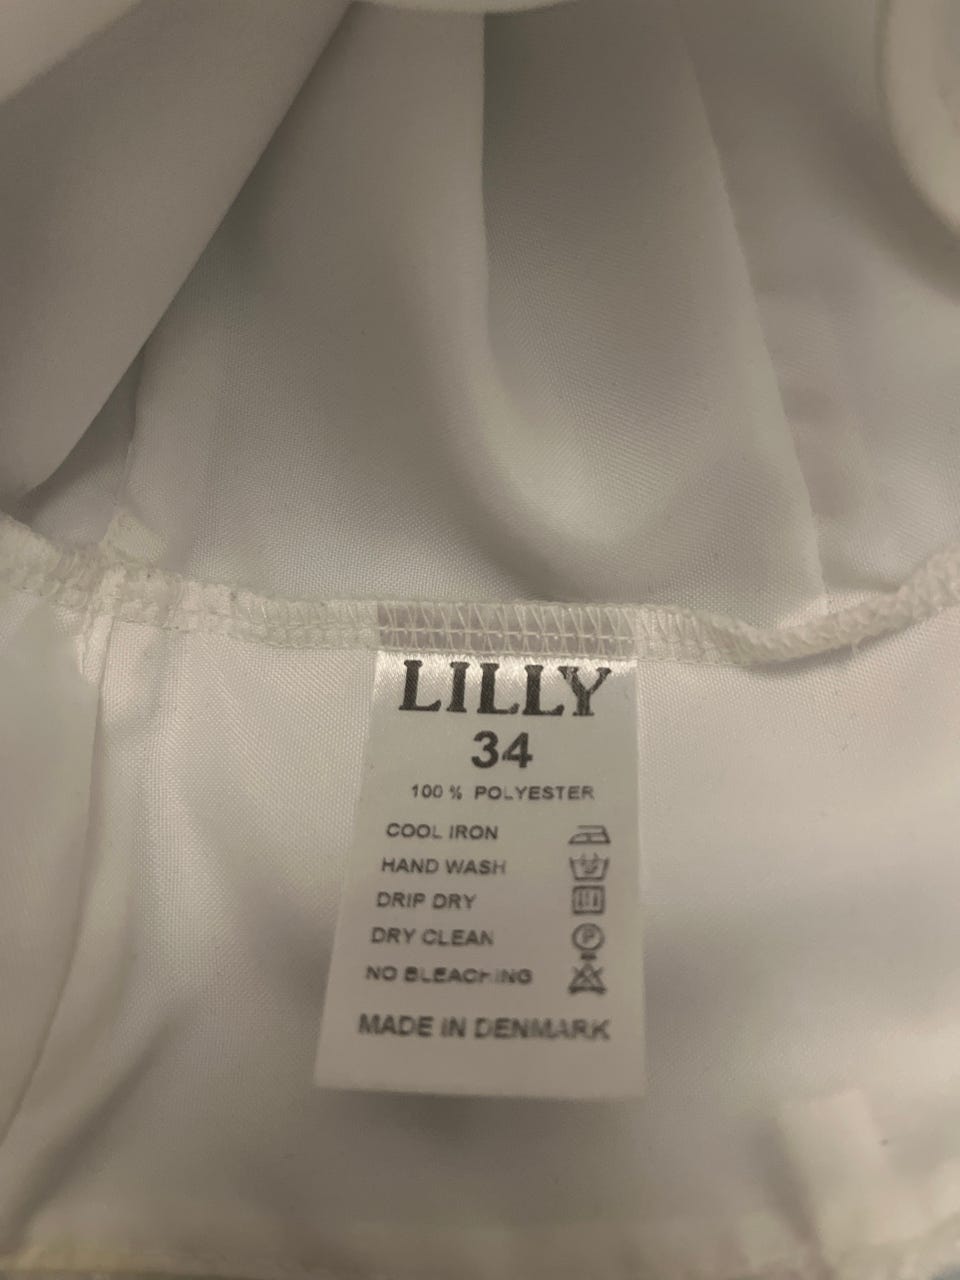 LILLY
34
100 % POLYESTER
COOL IRON
HAND WASH
DRIP DRY
DRY CLEAN
P
NO BLEACHING
MADE IN DENMARK